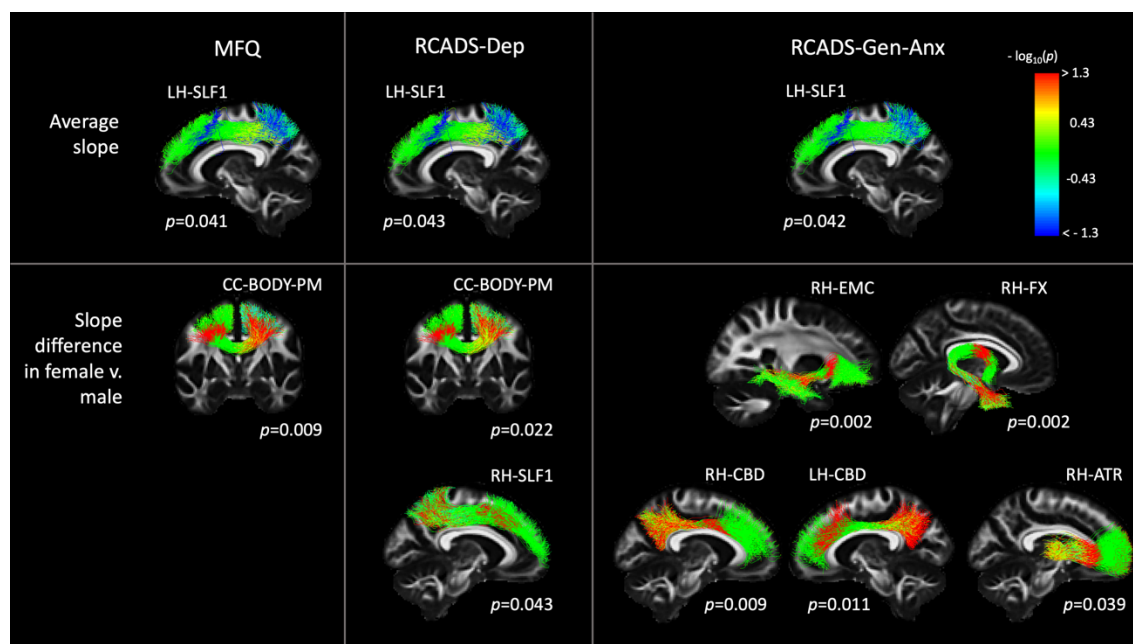 MFQ
RCADS-Dep
RCADS-Gen-Anx
- log10(p)
> 1.3
0.43
-0.43
< - 1.3
Average
slope
LH-SLF1
p=0.041
LH-SLF1
p=0.043
LH-SLF1
p=0.042
Slope
difference
in female v.
male
CC-BODY-PM
p=0.009
CC-BODY-PM
p=0.022
RH-EMC
p=0.002
RH-FX
p=0.002
RH-SLF1
p=0.043
RH-CBD
p=0.009
LH-CBD
p=0.011
RH-ATR
p=0.039